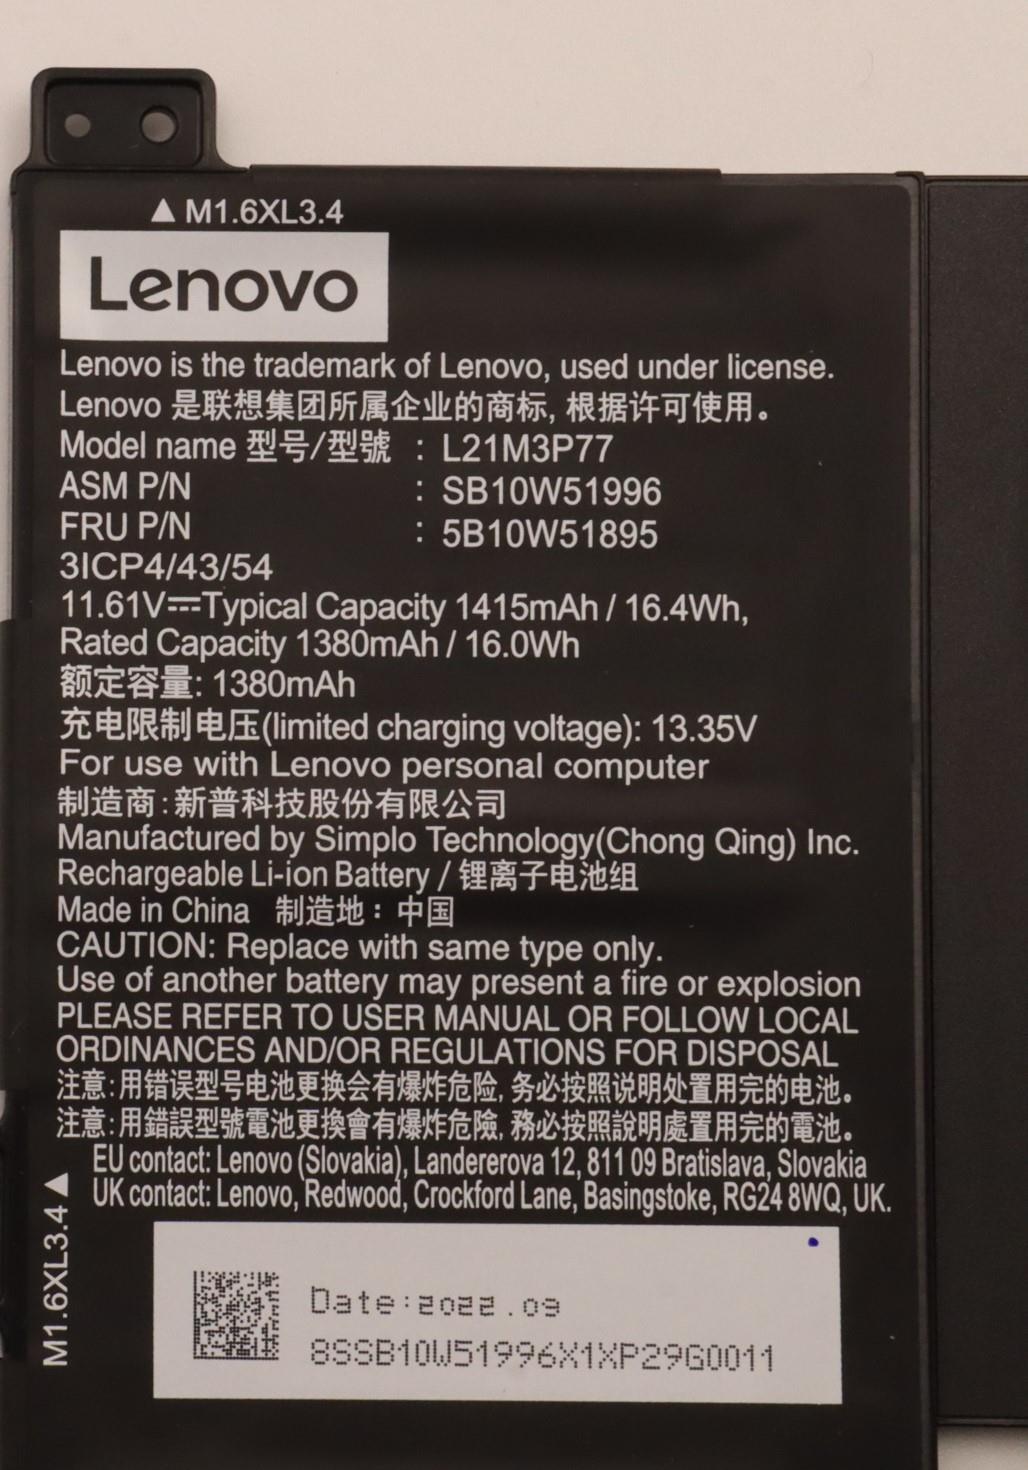 ▲ M1.6XL3.4
Lenovo
Lenovo is the trademark of Lenovo, used under license.
Lenovo 是联想集团所属企业的商标, 根据许可使用。
Model name 型号/型號 : L21M3P77
ASM P/N : SB10W51996
FRU P/N : 5B10W51895
3ICP4/43/54
11.61V⎓Typical Capacity 1415mAh / 16.4Wh,
Rated Capacity 1380mAh / 16.0Wh
额定容量: 1380mAh
充电限制电压(limited charging voltage): 13.35V
For use with Lenovo personal computer
制造商:新普科技股份有限公司
Manufactured by Simplo Technology(Chong Qing) Inc.
Rechargeable Li-ion Battery / 锂离子电池组
Made in China 制造地: 中国
CAUTION: Replace with same type only.
Use of another battery may present a fire or explosion
PLEASE REFER TO USER MANUAL OR FOLLOW LOCAL
ORDINANCES AND/OR REGULATIONS FOR DISPOSAL
注意:用错误型号电池更换会有爆炸危险, 务必按照说明处置用完的电池。
注意:用錯誤型號電池更換會有爆炸危險, 務必按照說明處置用完的電池。
EU contact: Lenovo (Slovakia), Landererova 12, 811 09 Bratislava, Slovakia
UK contact: Lenovo, Redwood, Crockford Lane, Basingstoke, RG24 8WQ, UK.
M1.6XL3.4 ▲
Date:2022.09
8SSB10W51996X1XP29G0011